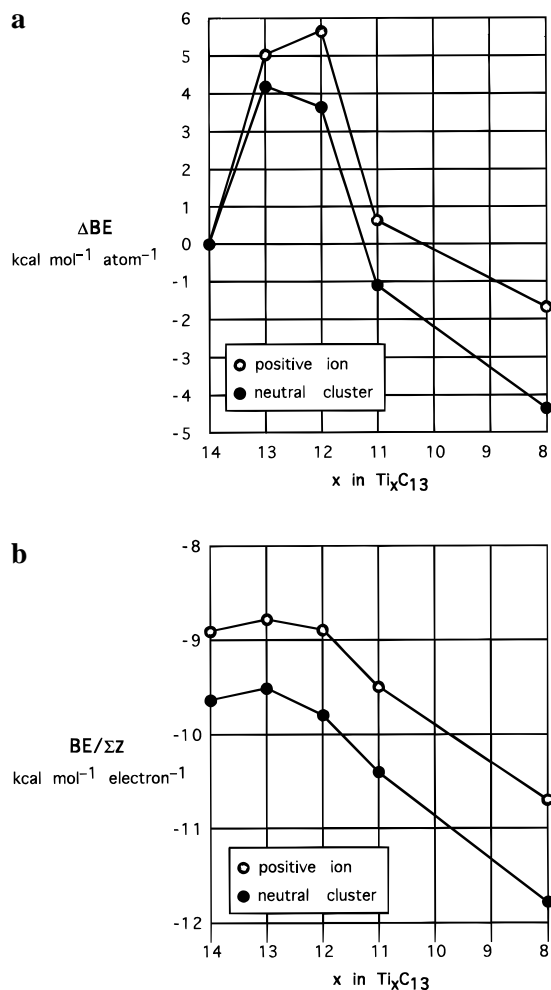 a
6
5
4
3
2
1
0
-1
-2
-3
-4
-5
ΔBE
kcal mol⁻¹ atom⁻¹
positive ion
neutral cluster
14 13 12 11 10 9 8
x in TiₓC₁₃
b
-8
-9
-10
-11
-12
BE/ΣZ
kcal mol⁻¹ electron⁻¹
positive ion
neutral cluster
14 13 12 11 10 9 8
x in TiₓC₁₃